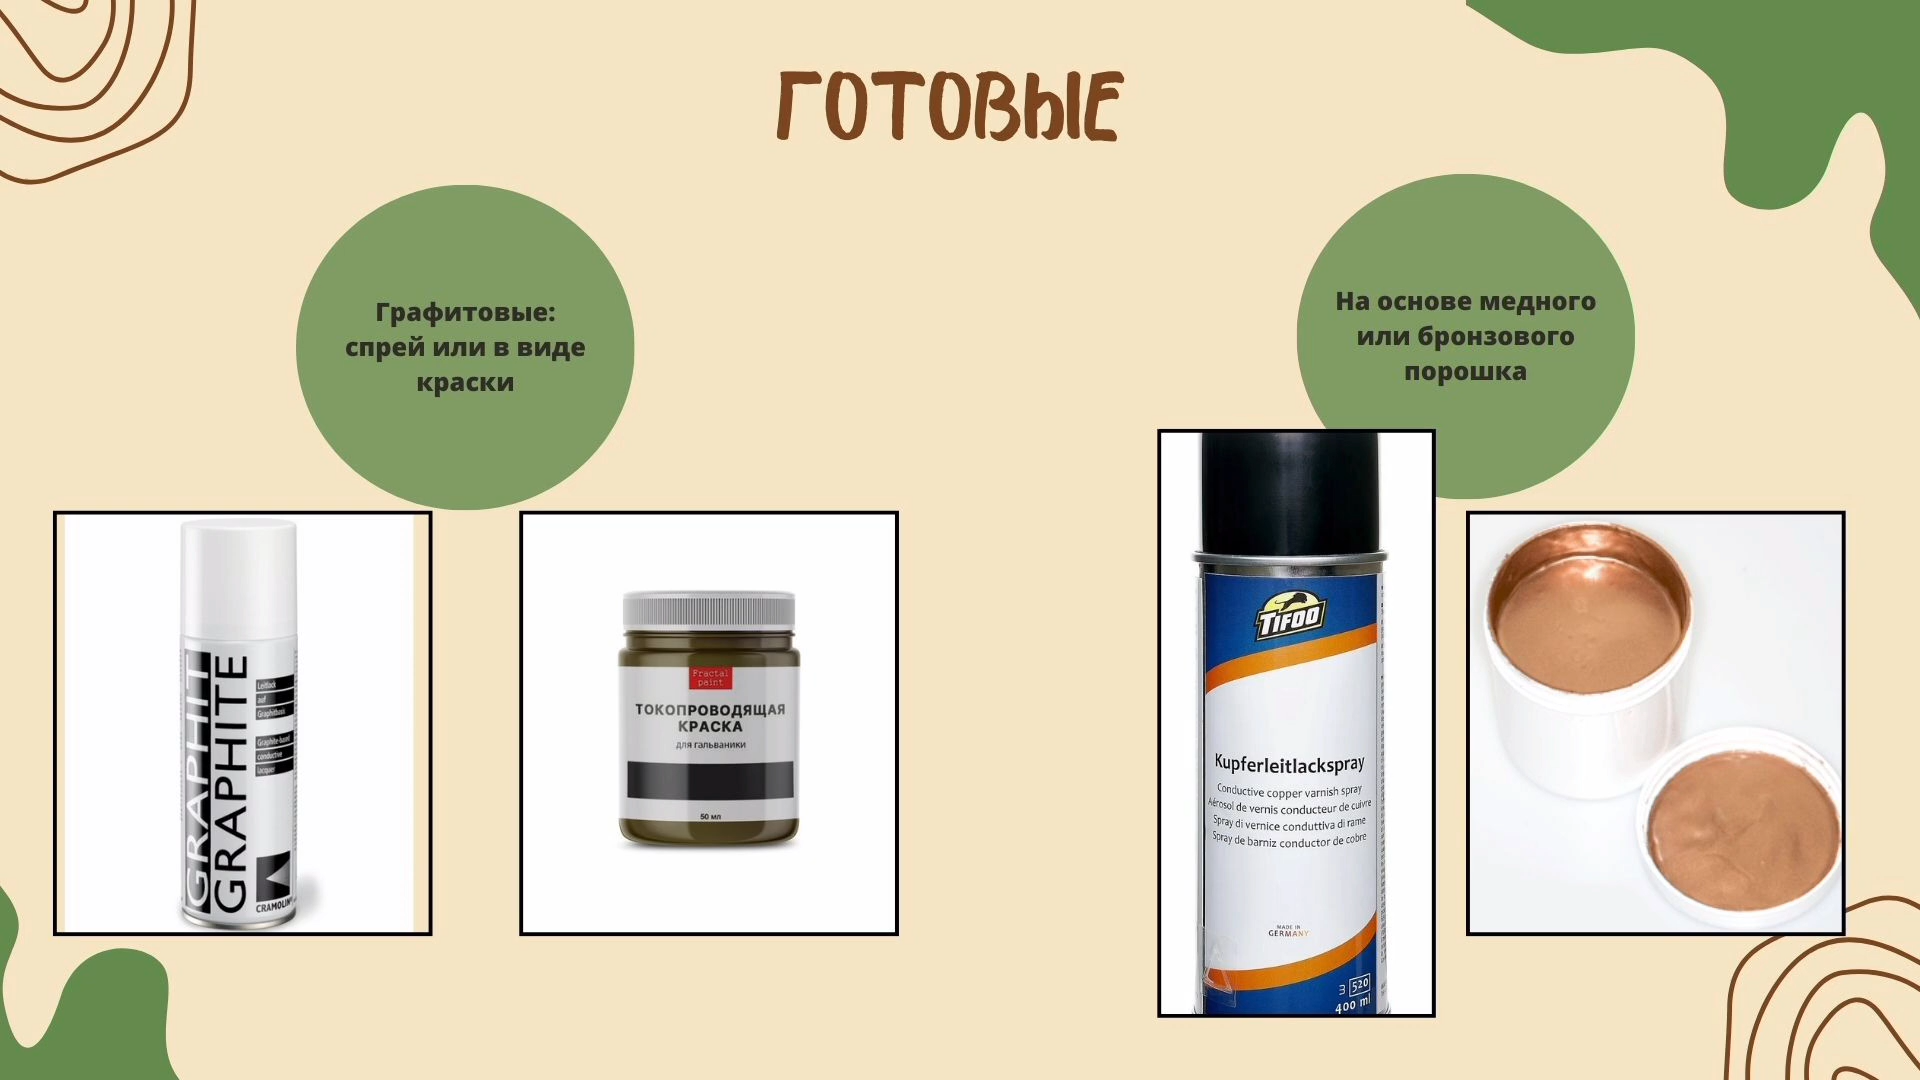 ГОТОВЫЕ
Графитовые:
спрей или в виде
краски
На основе медного
или бронзового
порошка
GRAPHIT
GRAPHITE
Leitlack
auf
Graphitbasis
Graphite-based
conductive
lacquer
CRAMOLIN
Fractal
paint
ТОКОПРОВОДЯЩАЯ
КРАСКА
для гальваники
50 мл
TIFOO
Kupferleitlackspray
Conductive copper varnish spray
Aérosol de vernis conducteur de cuivre
Spray di vernice conduttiva di rame
Spray de barniz conductor de cobre
MADE IN
GERMANY
520
400 ml